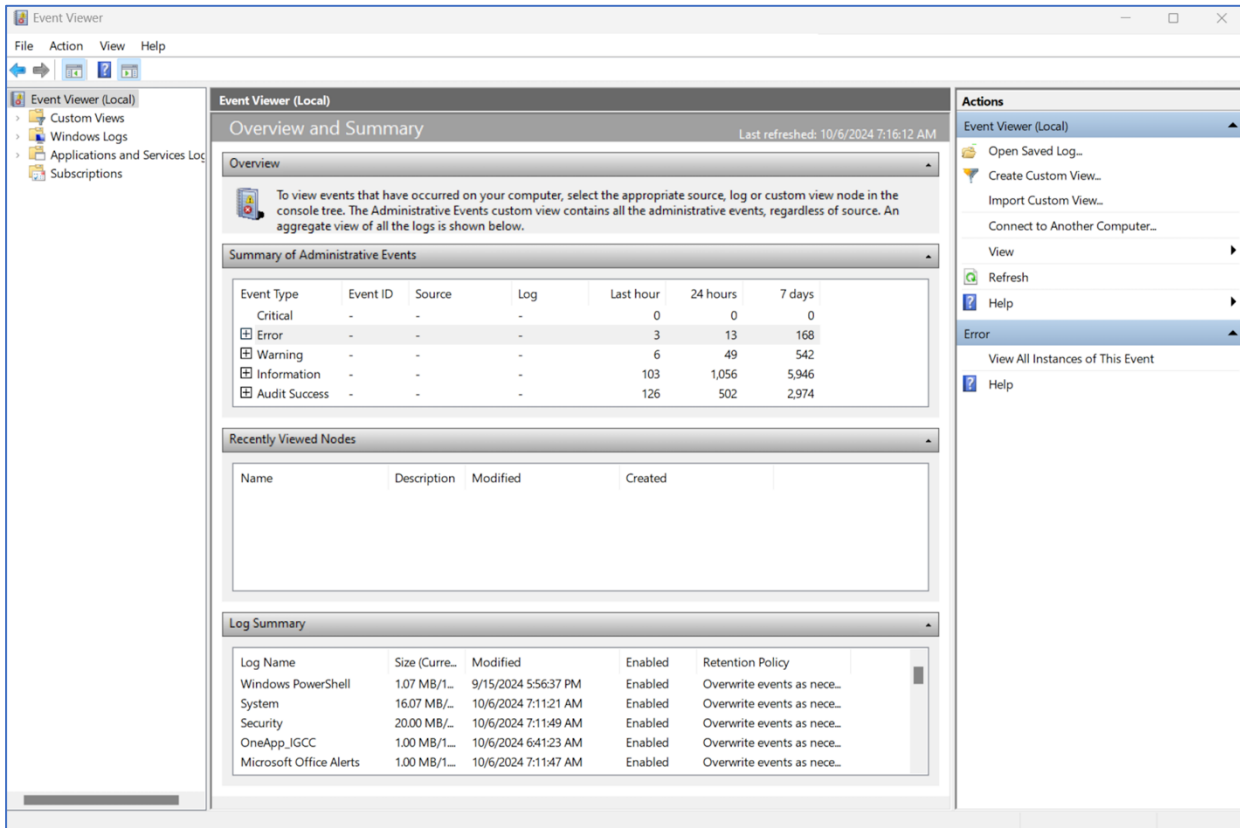 Event Viewer
File Action View Help
Event Viewer (Local)
Custom Views
Windows Logs
Applications and Services Log
Subscriptions
Event Viewer (Local)
Overview and Summary
Last refreshed: 10/6/2024 7:16:12 AM
Overview
To view events that have occurred on your computer, select the appropriate source, log or custom view node in the
console tree. The Administrative Events custom view contains all the administrative events, regardless of source. An
aggregate view of all the logs is shown below.
Summary of Administrative Events
Event Type Event ID Source Log Last hour 24 hours 7 days
Critical - - - 0 0 0
Error - - - 3 13 168
Warning - - - 6 49 542
Information - - - 103 1,056 5,946
Audit Success - - - 126 502 2,974
Recently Viewed Nodes
Name Description Modified Created
Log Summary
Log Name Size (Curre... Modified Enabled Retention Policy
Windows PowerShell 1.07 MB/1... 9/15/2024 5:56:37 PM Enabled Overwrite events as nece...
System 16.07 MB/... 10/6/2024 7:11:21 AM Enabled Overwrite events as nece...
Security 20.00 MB/... 10/6/2024 7:11:49 AM Enabled Overwrite events as nece...
OneApp_IGCC 1.00 MB/1... 10/6/2024 6:41:23 AM Enabled Overwrite events as nece...
Microsoft Office Alerts 1.00 MB/1... 10/6/2024 7:11:47 AM Enabled Overwrite events as nece...
Actions
Event Viewer (Local)
Open Saved Log...
Create Custom View...
Import Custom View...
Connect to Another Computer...
View
Refresh
Help
Error
View All Instances of This Event
Help